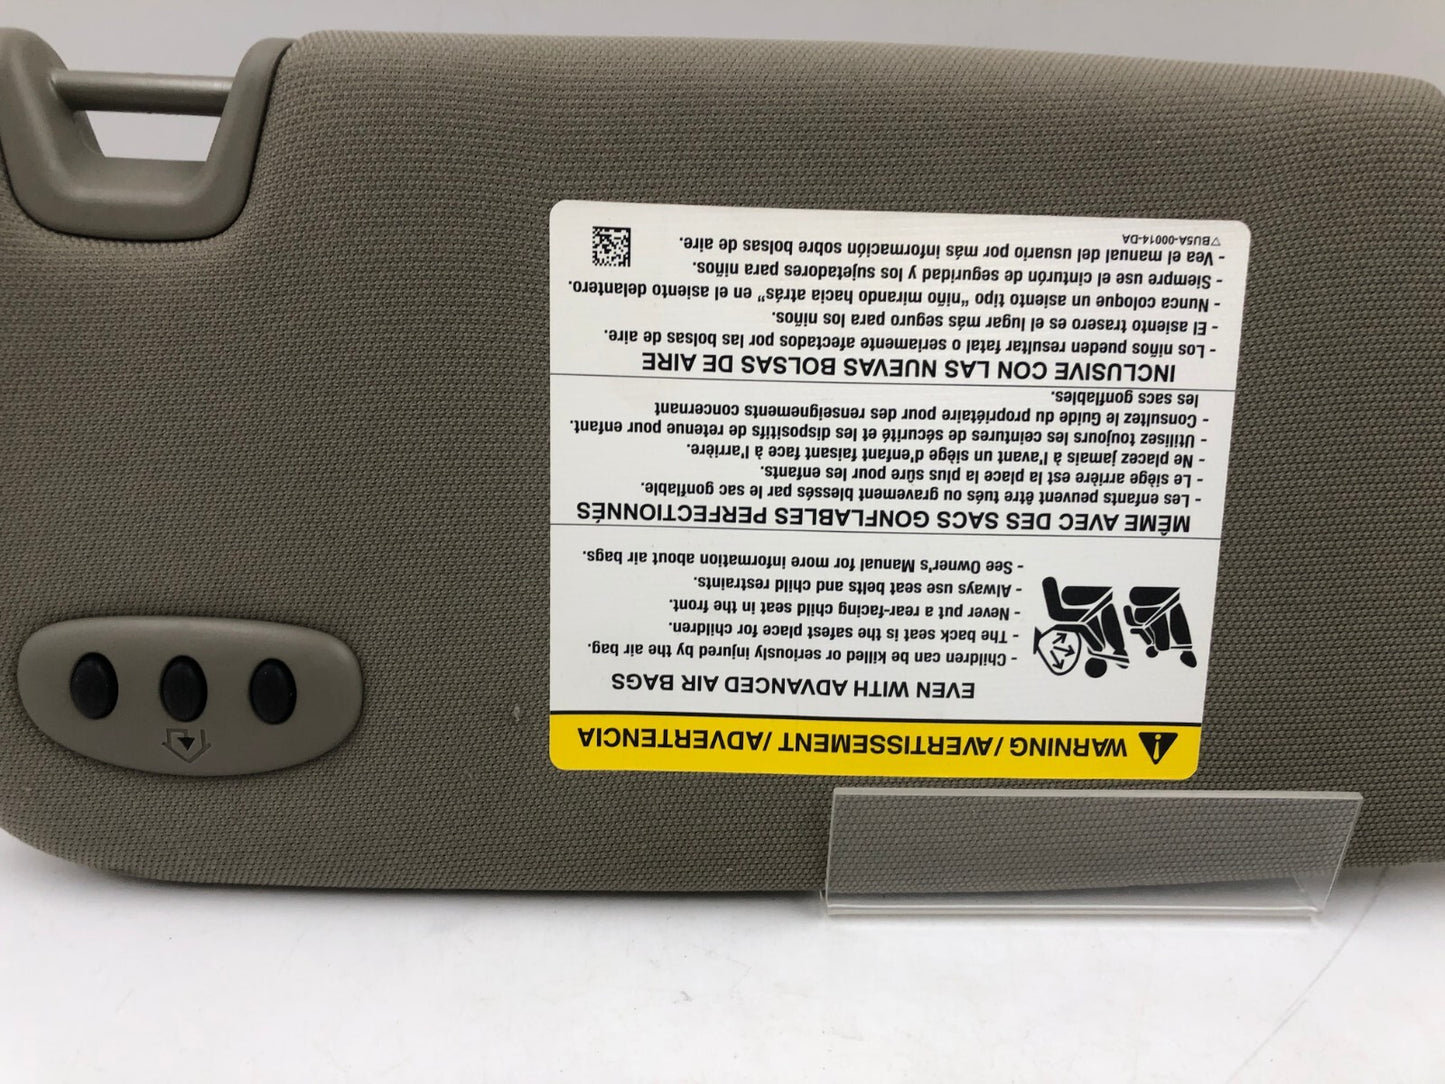 WARNING / AVERTISSEMENT / ADVERTENCIA
EVEN WITH ADVANCED AIR BAGS
- Children can be killed or seriously injured by the air bag.
- The back seat is the safest place for children.
- Never put a rear-facing child seat in the front.
- Always use seat belts and child restraints.
- See Owner's Manual for more information about air bags.
MÊME AVEC DES SACS GONFLABLES PERFECTIONNÉS
- Les enfants peuvent être tués ou gravement blessés par le sac gonflable.
- Le siège arrière est la place la plus sûre pour les enfants.
- Ne placez jamais à l'avant un siège d'enfant faisant face à l'arrière.
- Utilisez toujours les ceintures de sécurité et les dispositifs de retenue pour enfant.
- Consultez le Guide du propriétaire pour des renseignements concernant
les sacs gonflables.
INCLUSIVE CON LAS NUEVAS BOLSAS DE AIRE
- Los niños pueden resultar fatal o seriamente afectados por las bolsas de aire.
- El asiento trasero es el lugar más seguro para los niños.
- Nunca coloque un asiento tipo "niño mirando hacia atrás" en el asiento delantero.
- Siempre use el cinturón de seguridad y los sujetadores para niños.
- Vea el manual del usuario por más información sobre bolsas de aire.
BU5A-00014-DA